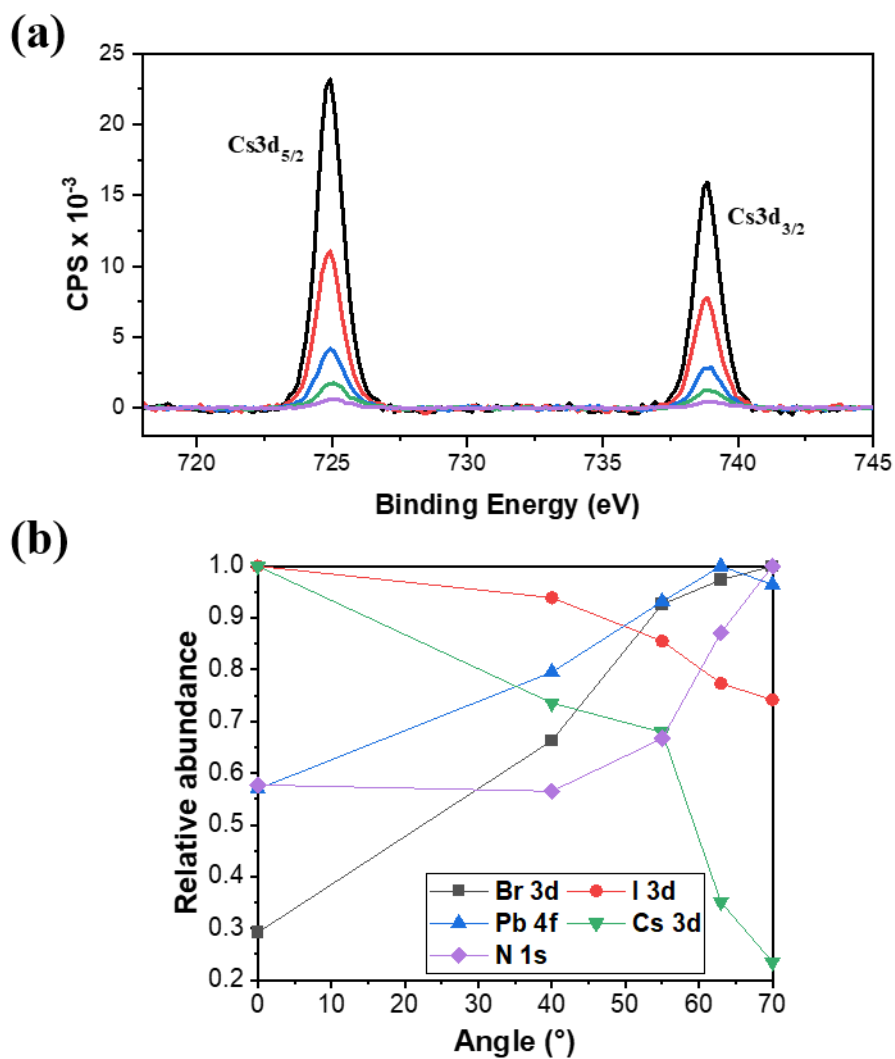 (a)
25
20
15
10
5
0
CPS x 10⁻³
Cs3d₅/₂
Cs3d₃/₂
720 725 730 735 740 745
Binding Energy (eV)
(b)
1.0
0.9
0.8
0.7
0.6
0.5
0.4
0.3
0.2
Relative abundance
Br 3d I 3d
Pb 4f Cs 3d
N 1s
0 10 20 30 40 50 60 70
Angle (°)